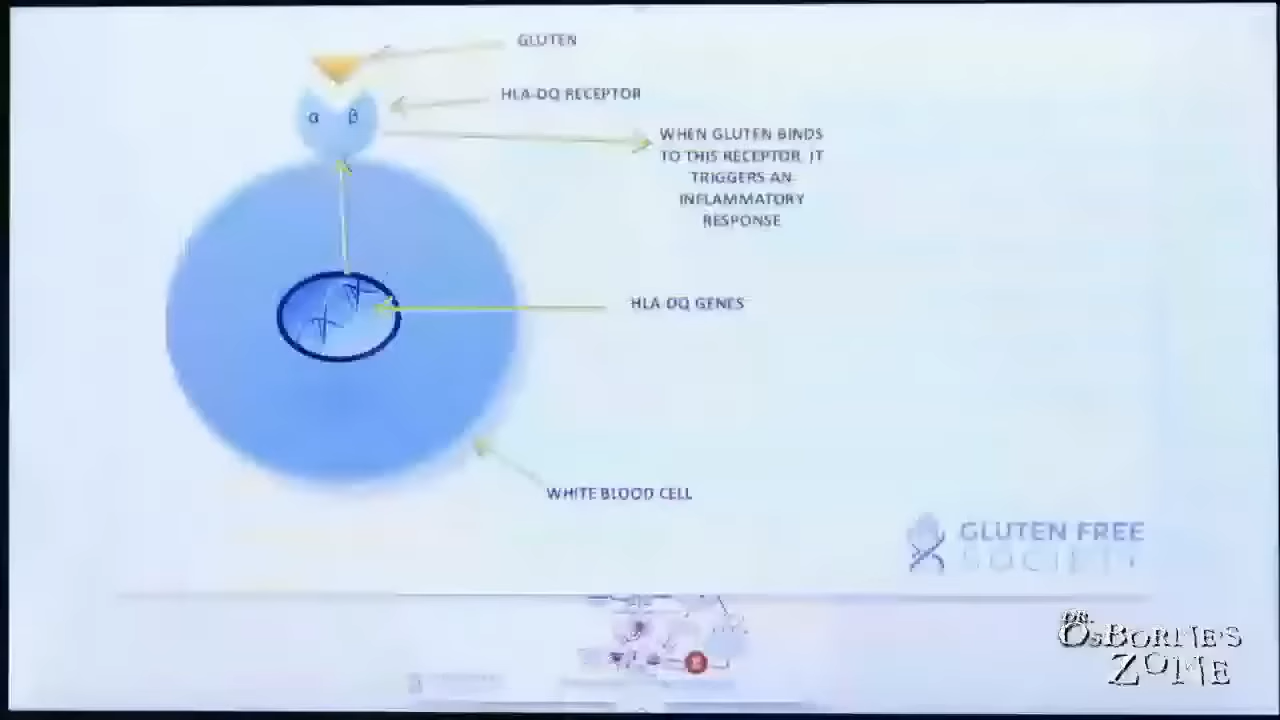 GLUTEN
HLA-DQ RECEPTOR
α β
WHEN GLUTEN BINDS
TO THIS RECEPTOR IT
TRIGGERS AN
INFLAMMATORY
RESPONSE
HLA-DQ GENES
WHITE BLOOD CELL
GLUTEN FREE
SOCIETY
DR.
OSBORNE'S
ZONE